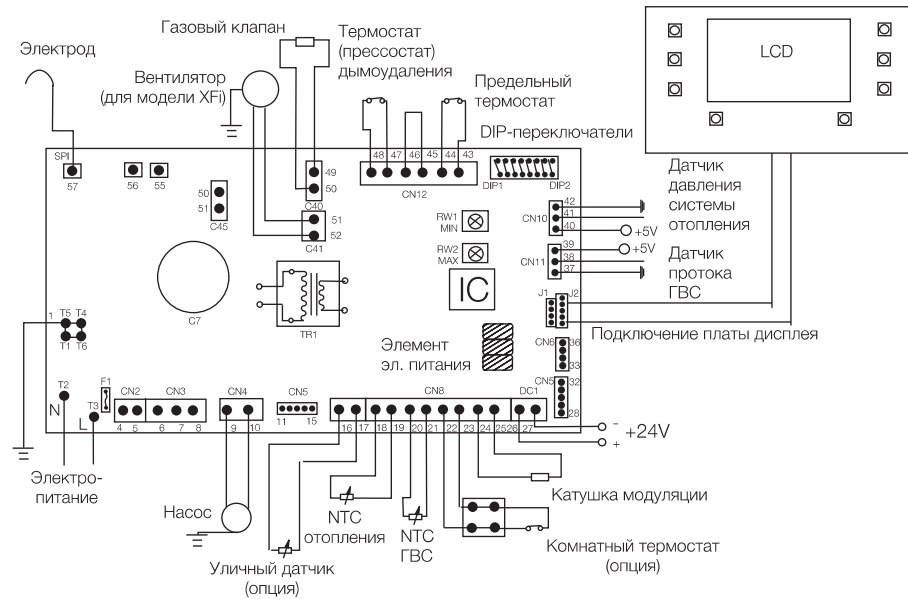 Газовый клапан
Термостат
(прессостат)
дымоудаления
Электрод
Вентилятор
(для модели XFi)
Предельный
термостат
DIP-переключатели
LCD
SPI
57
56
55
50
51
C45
49
50
C40
51
52
C41
48
47
46
45
44
43
CN12
DIP1
DIP2
RW1
MIN
RW2
MAX
IC
CN10
42
41
40
+5V
CN11
39
38
37
+5V
Датчик
давления
системы
отопления
Датчик
протока
ГВС
J1
J2
Подключение платы дисплея
C7
TR1
Элемент
эл. питания
CN6
36
33
CN5
32
28
1
T5
T4
T1
T6
T2
N
T3
L
F1
CN2
CN3
CN4
CN5
CN8
DC1
4
5
6
7
8
9
10
11
15
16
17
18
19
20
21
22
23
24
25
26
27
-
+
+24V
Электро-
питание
Насос
Уличный датчик
(опция)
NTC
отопления
NTC
ГВС
Катушка модуляции
Комнатный термостат
(опция)